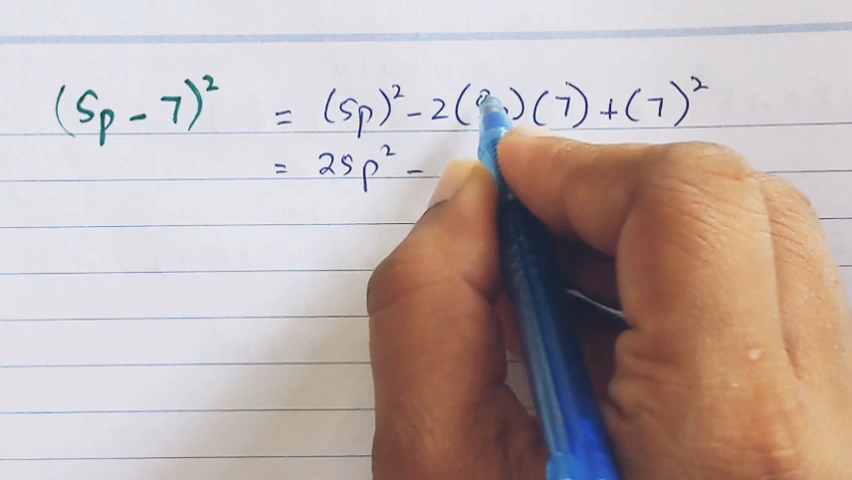 (5p - 7)² = (5p)² - 2( )(7) + (7)²
= 25p² -